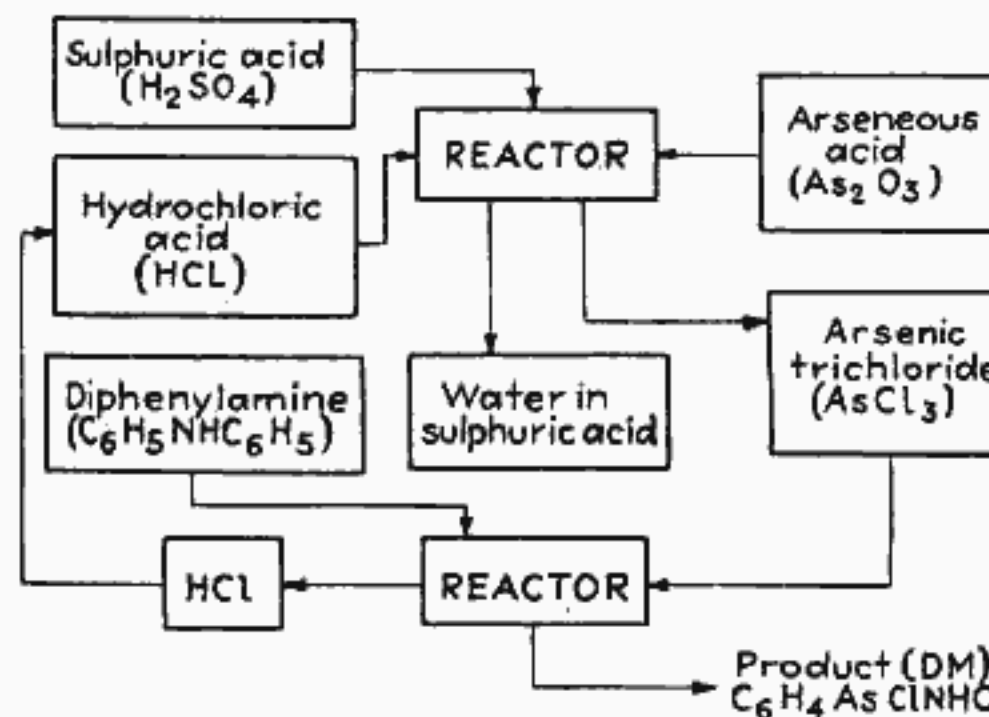 Sulphuric acid
(H₂SO₄)
REACTOR
Arseneous
acid
(As₂O₃)
Hydrochloric
acid
(HCL)
Arsenic
trichloride
(AsCl₃)
Diphenylamine
(C₆H₅NHC₆H₅)
Water in
sulphuric acid
HCl
REACTOR
Product (DM)
C₆H₄AsClNHC